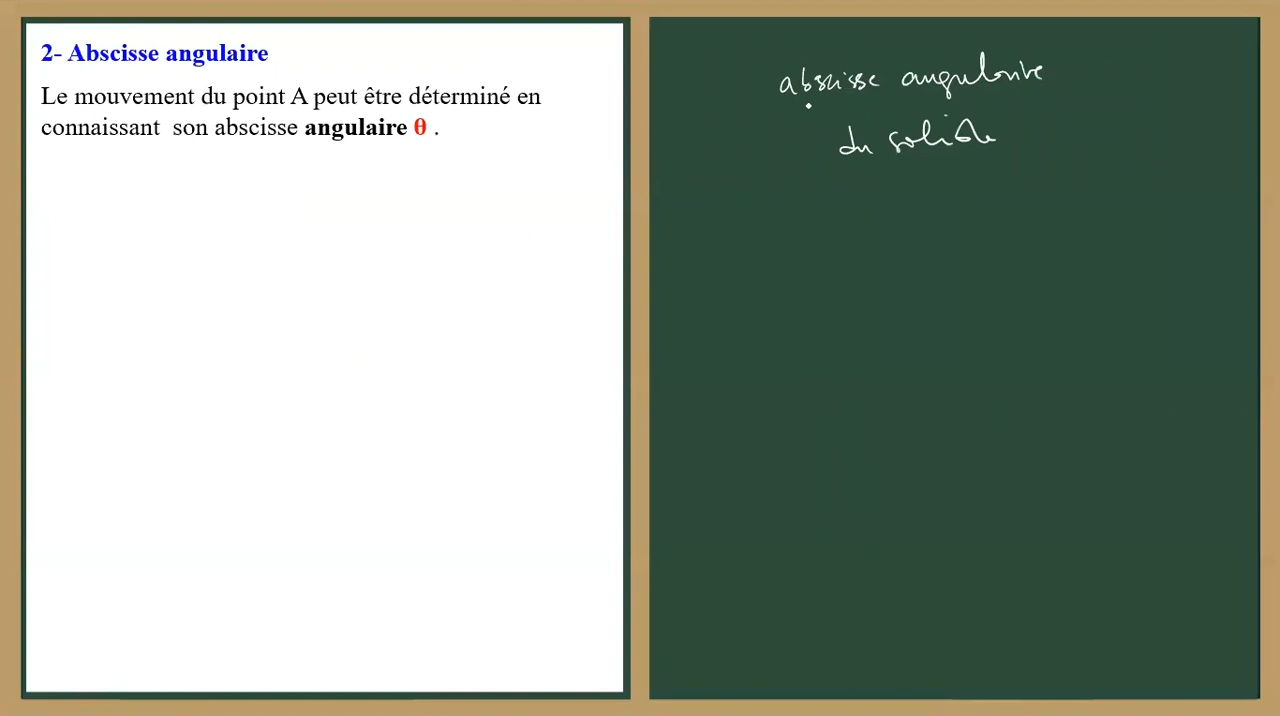 2- Abscisse angulaire
Le mouvement du point A peut être déterminé en
connaissant son abscisse angulaire θ .
abscisse angulaire
du solide